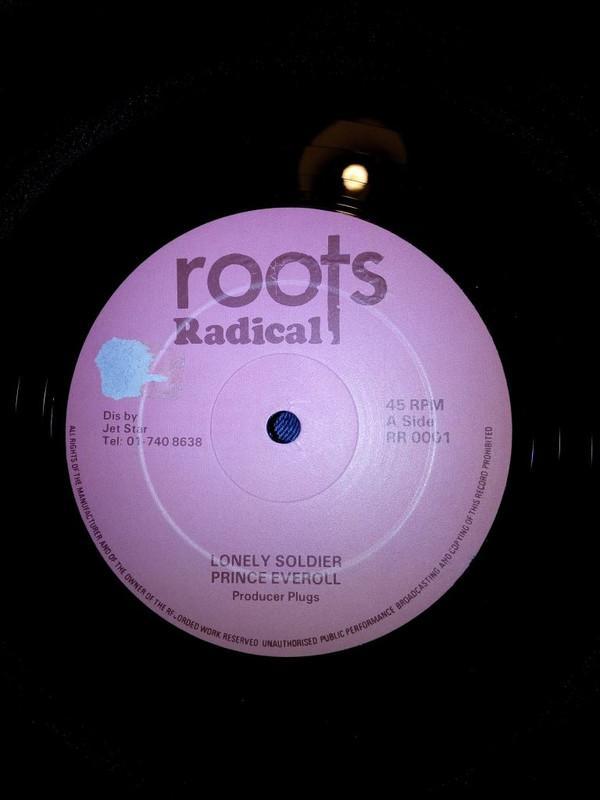 roots
Radical
Dis by
Jet Star
Tel: 01-740 8638
45 RPM
A Side
RR 0001
LONELY SOLDIER
PRINCE EVEROLL
Producer Plugs
ALL RIGHTS OF THE MANUFACTURER AND OF THE OWNER OF THE RECORDED WORK RESERVED UNAUTHORISED PUBLIC PERFORMANCE BROADCASTING AND COPYING OF THIS RECORD PROHIBITED